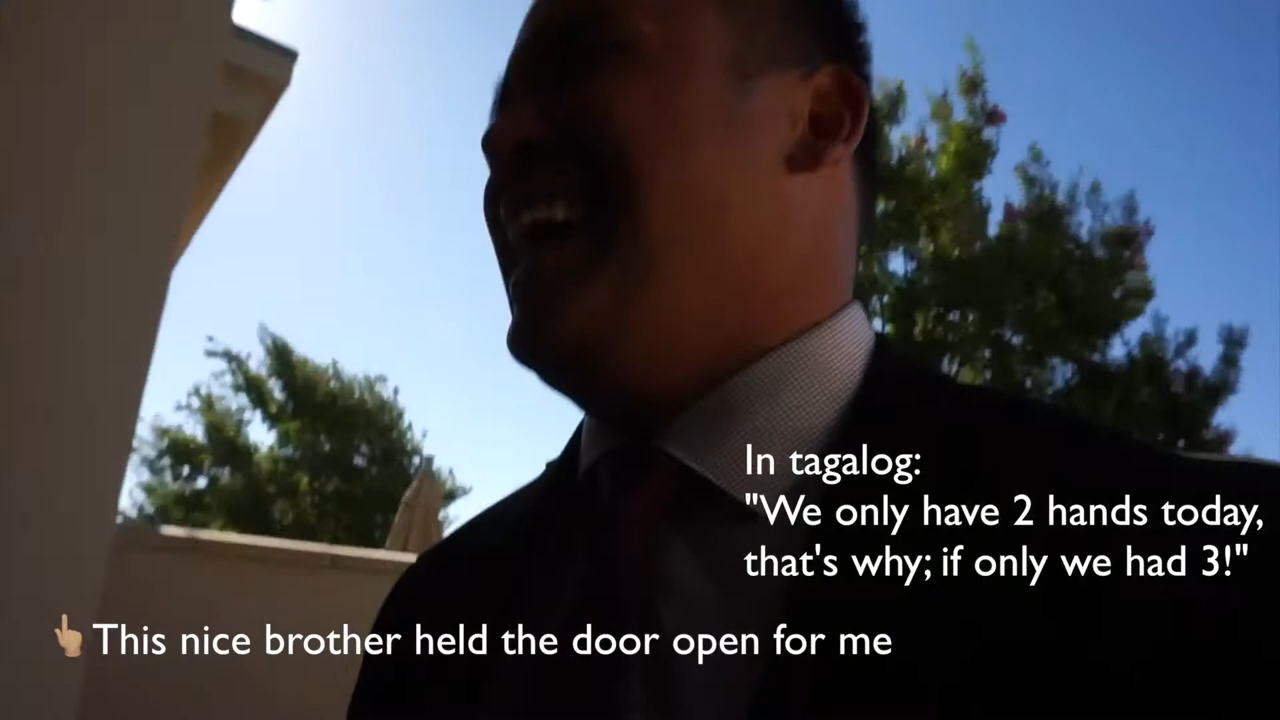 In tagalog:
"We only have 2 hands today,
that's why; if only we had 3!"
👆🏼This nice brother held the door open for me